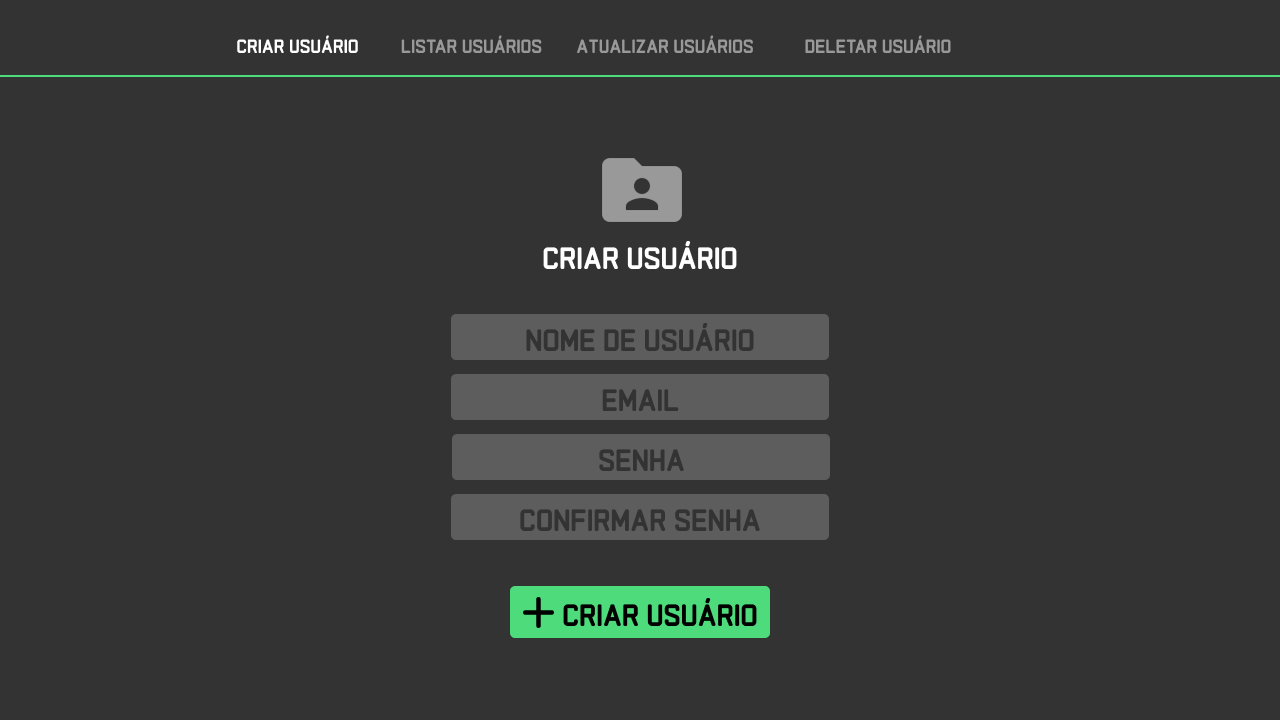 CRIAR USUÁRIO LISTAR USUÁRIOS ATUALIZAR USUÁRIOS DELETAR USUÁRIO
CRIAR USUÁRIO
NOME DE USUÁRIO
EMAIL
SENHA
CONFIRMAR SENHA
+ CRIAR USUÁRIO